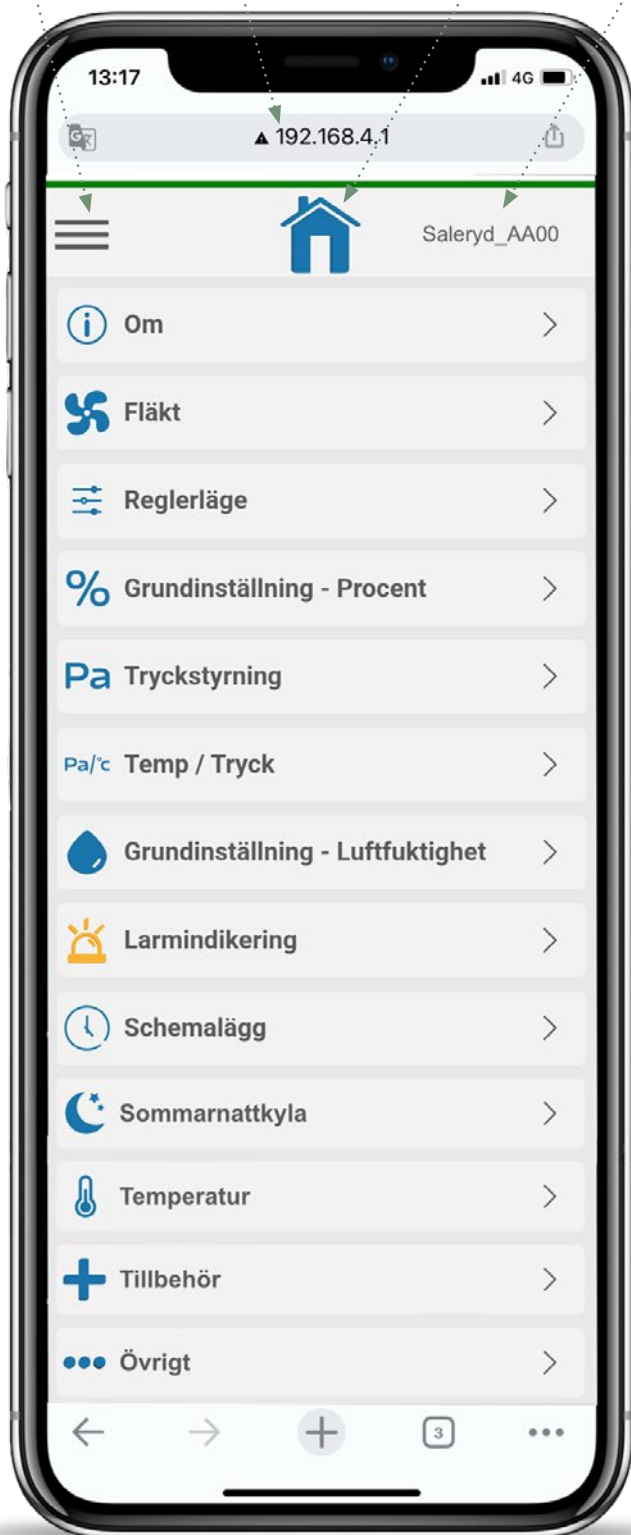 13:17
4G
192.168.4.1
Saleryd_AA00
Om
Fläkt
Reglerläge
% Grundinställning - Procent
Pa Tryckstyrning
Pa/°c Temp / Tryck
Grundinställning - Luftfuktighet
Larmindikering
Schemalägg
Sommarnattkyla
Temperatur
Tillbehör
Övrigt
3